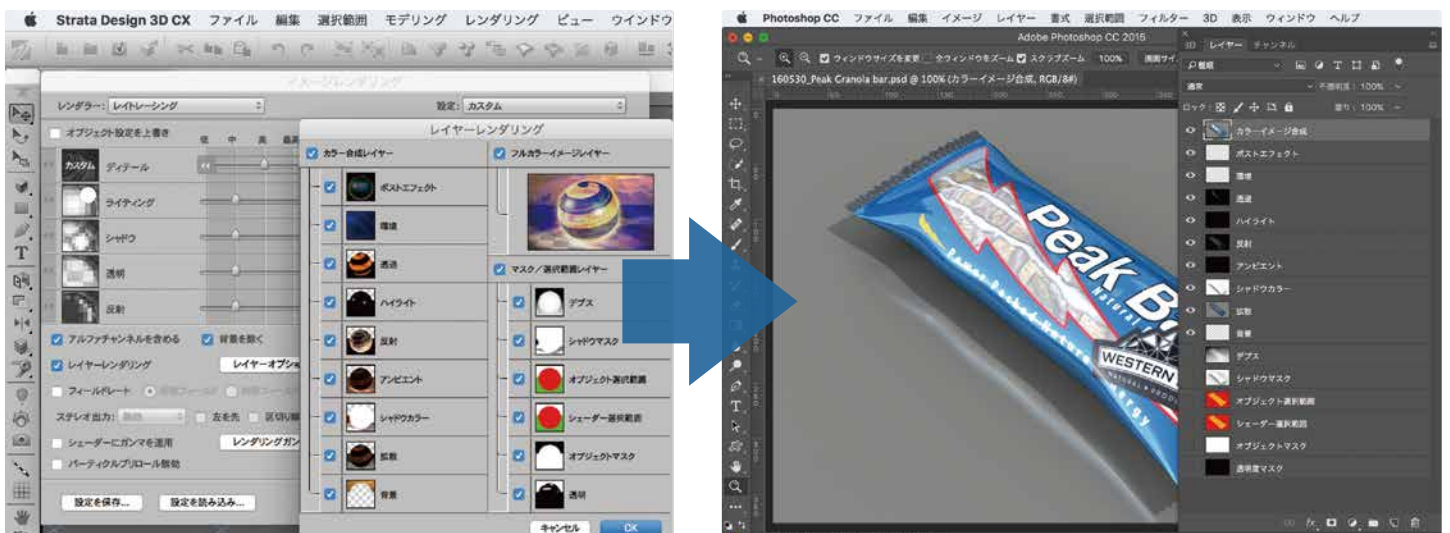 Strata Design 3D CX ファイル 編集 選択範囲 モデリング レンダリング ビュー ウインドウ
イメージレンダリング
レンダラー: レイトレーシング 設定: カスタム
オブジェクト設定を上書き
低 中 高 最高
カスタム ディテール
ライティング
シャドウ
透明
反射
アルファチャンネルを含める 背景を除く
レイヤーレンダリング レイヤーオプショ
フィールドレート
ステレオ出力: 無効 左を先
シェーダーにガンマを適用 レンダリングガン
パーティクルプリロール無効
設定を保存... 設定を読み込み...
レイヤーレンダリング
カラー合成レイヤー
ポストエフェクト
環境
透過
ハイライト
反射
アンビエント
シャドウカラー
拡散
背景
フルカラーイメージレイヤー
マスク／選択範囲レイヤー
デプス
シャドウマスク
オブジェクト選択範囲
シェーダー選択範囲
オブジェクトマスク
透明
キャンセル OK
Photoshop CC ファイル 編集 イメージ レイヤー 書式 選択範囲 フィルター 3D 表示 ウィンドウ ヘルプ
Adobe Photoshop CC 2015
ウィンドウサイズを変更 全ウィンドウをズーム スクラブズーム 100% 画面サイ
160530_Peak Granola bar.psd @ 100% (カラーイメージ合成, RGB/8#)
Peak B
Natural
Power Packed Nature
Energy
WESTERN
3D レイヤー チャンネル
種類
通常 不透明度: 100%
ロック: 塗り: 100%
カラーイメージ合成
ポストエフェクト
環境
透過
ハイライト
反射
アンビエント
シャドウカラー
拡散
背景
デプス
シャドウマスク
オブジェクト選択範囲
シェーダー選択範囲
オブジェクトマスク
透明度マスク